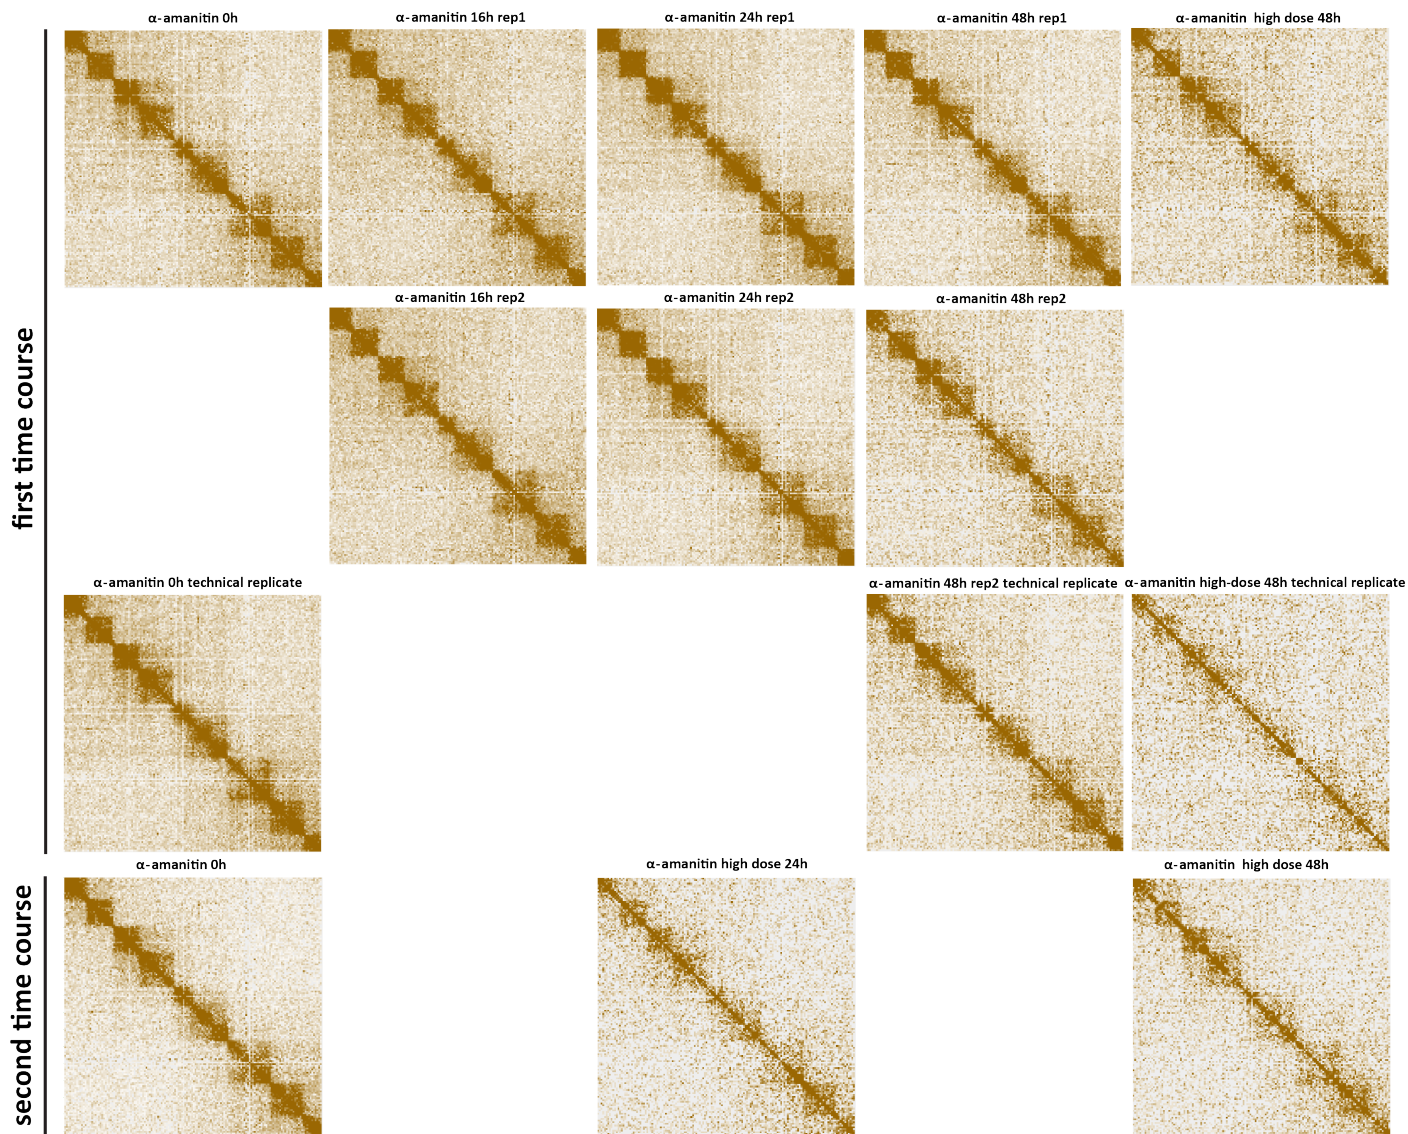 α-amanitin 0h
α-amanitin 16h rep1
α-amanitin 24h rep1
α-amanitin 48h rep1
α-amanitin high dose 48h
first time course
α-amanitin 16h rep2
α-amanitin 24h rep2
α-amanitin 48h rep2
α-amanitin 0h technical replicate
α-amanitin 48h rep2 technical replicate
α-amanitin high-dose 48h technical replicate
second time course
α-amanitin 0h
α-amanitin high dose 24h
α-amanitin high dose 48h